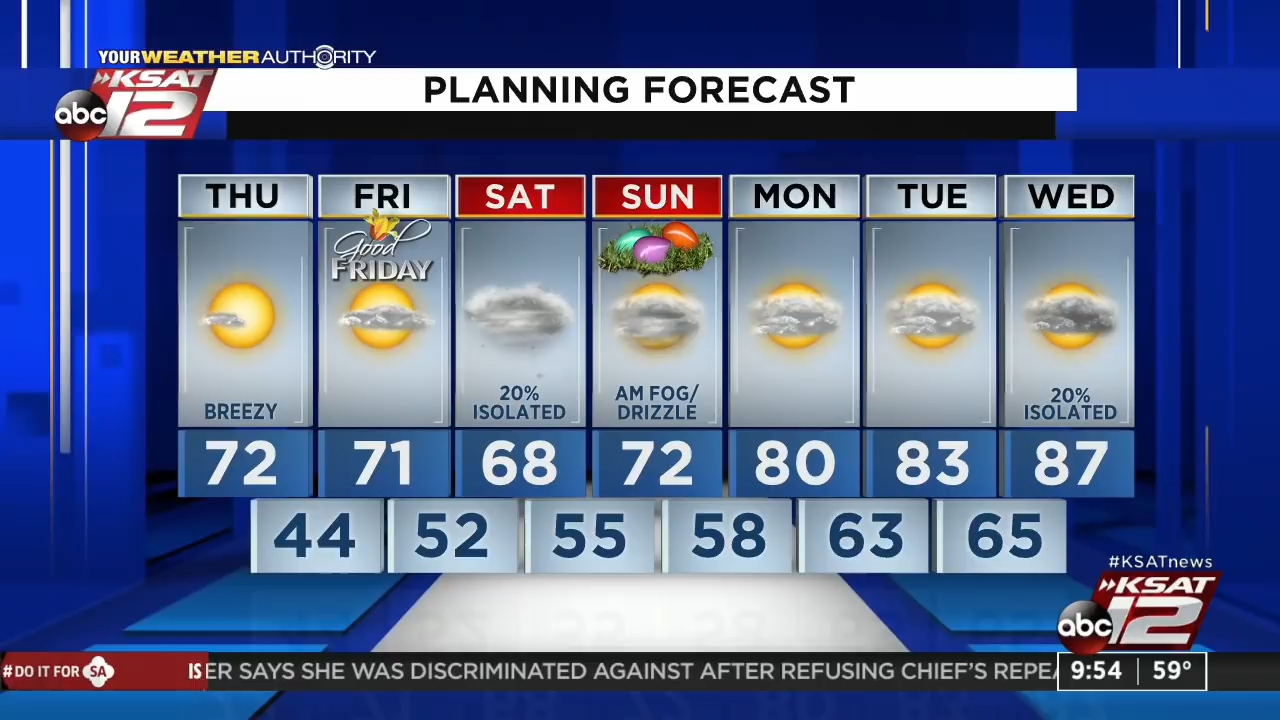 YOURWEATHERAUTHORITY
KSAT
abc 12
PLANNING FORECAST
THU FRI SAT SUN MON TUE WED
Good
FRIDAY
20% AM FOG/ 20%
BREEZY ISOLATED DRIZZLE ISOLATED
72 71 68 72 80 83 87
44 52 55 58 63 65
#KSATnews
KSAT
abc 12
#DO IT FOR SA
IS ER SAYS SHE WAS DISCRIMINATED AGAINST AFTER REFUSING CHIEF'S REPEA
9:54 59°